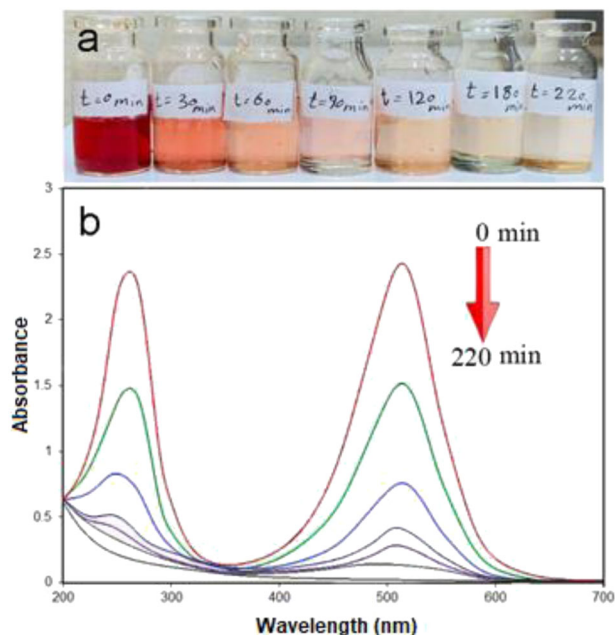 a
t=0 min
t=30 min
t=60 min
t=90 min
t=120 min
t=180 min
t=220 min
b
3
2.5
2
1.5
1
0.5
0
Absorbance
0 min
220 min
200 300 400 500 600 700
Wavelength (nm)